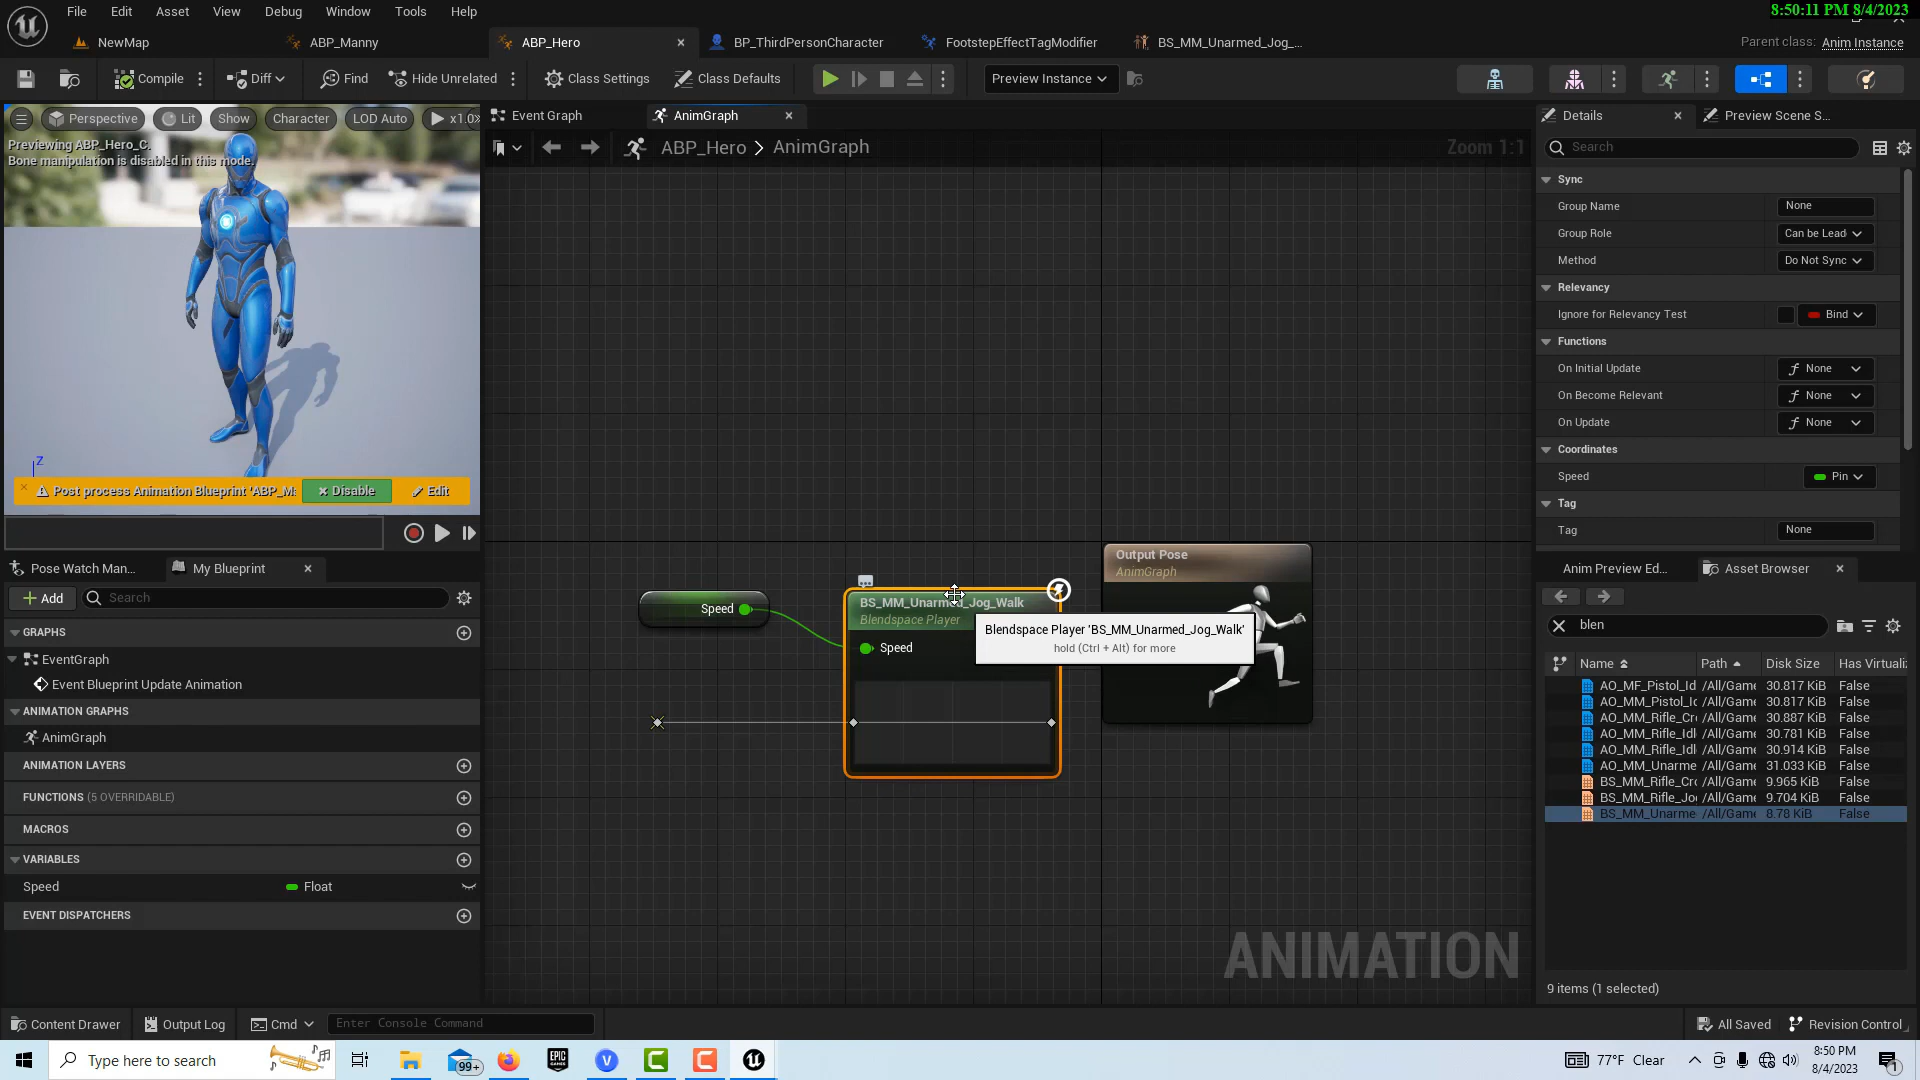 File Edit Asset View Debug Window Tools Help
8:50:11 PM 8/4/2023
NewMap
ABP_Manny
ABP_Hero
BP_ThirdPersonCharacter
FootstepEffectTagModifier
BS_MM_Unarmed_Jog_...
Parent class: Anim Instance
Compile
Diff
Find
Hide Unrelated
Class Settings
Class Defaults
Preview Instance
Perspective
Lit
Show
Character
LOD Auto
x1.0
Previewing ABP_Hero_C.
Bone manipulation is disabled in this mode.
Z
Post process Animation Blueprint 'ABP_M
Disable
Edit
Pose Watch Man...
My Blueprint
Add
Search
GRAPHS
EventGraph
Event Blueprint Update Animation
ANIMATION GRAPHS
AnimGraph
ANIMATION LAYERS
FUNCTIONS (5 OVERRIDABLE)
MACROS
VARIABLES
Speed
Float
EVENT DISPATCHERS
Event Graph
AnimGraph
ABP_Hero > AnimGraph
Zoom 1:1
Speed
BS_MM_Unarmed_Jog_Walk
Blendspace Player
Speed
Blendspace Player 'BS_MM_Unarmed_Jog_Walk'
hold (Ctrl + Alt) for more
Output Pose
AnimGraph
ANIMATION
Details
Preview Scene S...
Search
Sync
Group Name None
Group Role Can be Lead
Method Do Not Sync
Relevancy
Ignore for Relevancy Test Bind
Functions
On Initial Update None
On Become Relevant None
On Update None
Coordinates
Speed Pin
Tag
Tag None
Anim Preview Ed...
Asset Browser
blen
Name Path Disk Size Has Virtuali
AO_MF_Pistol_Id /All/Game 30.817 KiB False
AO_MM_Pistol_Ic /All/Game 30.817 KiB False
AO_MM_Rifle_Cr /All/Game 30.887 KiB False
AO_MM_Rifle_Idl /All/Game 30.781 KiB False
AO_MM_Rifle_Idl /All/Game 30.914 KiB False
AO_MM_Unarme /All/Game 31.033 KiB False
BS_MM_Rifle_Cr /All/Game 9.965 KiB False
BS_MM_Rifle_Jo /All/Game 9.704 KiB False
BS_MM_Unarme /All/Game 8.78 KiB False
9 items (1 selected)
Content Drawer
Output Log
Cmd
Enter Console Command
All Saved
Revision Control
Type here to search
99+
EPIC GAMES
V
C
C
77°F Clear
8:50 PM
8/4/2023
1